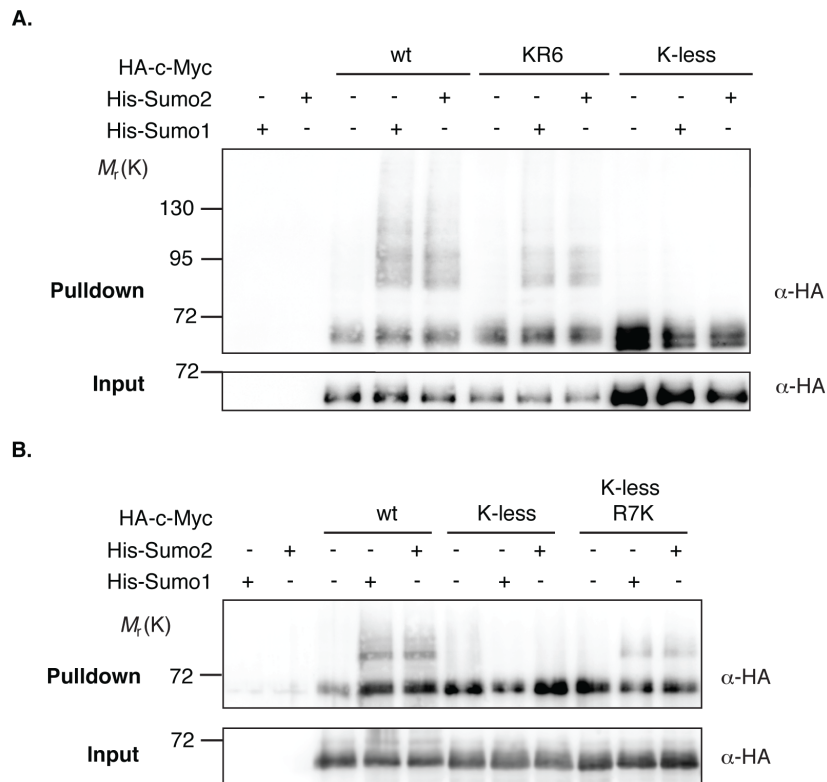 A.
HA-c-Myc wt KR6 K-less
His-Sumo2 - + - - + - - + - - +
His-Sumo1 + - - + - - + - - + -
Mr(K)
130
95
Pulldown α-HA
72
72
Input α-HA
B.
K-less
HA-c-Myc wt K-less R7K
His-Sumo2 - + - - + - - + - - +
His-Sumo1 + - - + - - + - - + -
Mr(K)
72
Pulldown α-HA
72
Input α-HA